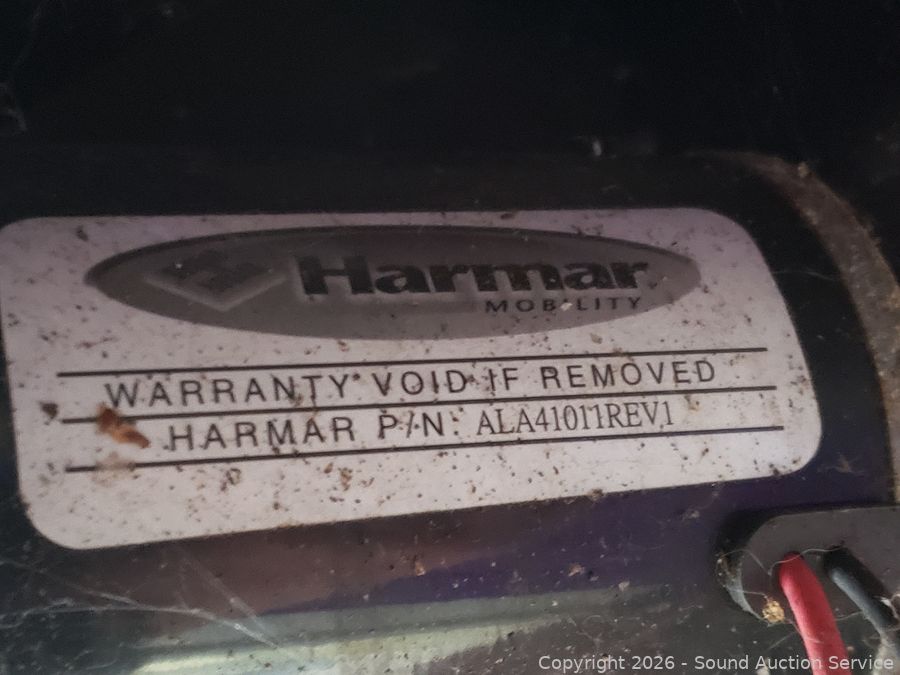 Harmar
MOBILITY
WARRANTY VOID IF REMOVED
HARMAR P/N: ALA41011REV1
Copyright 2026 - Sound Auction Service